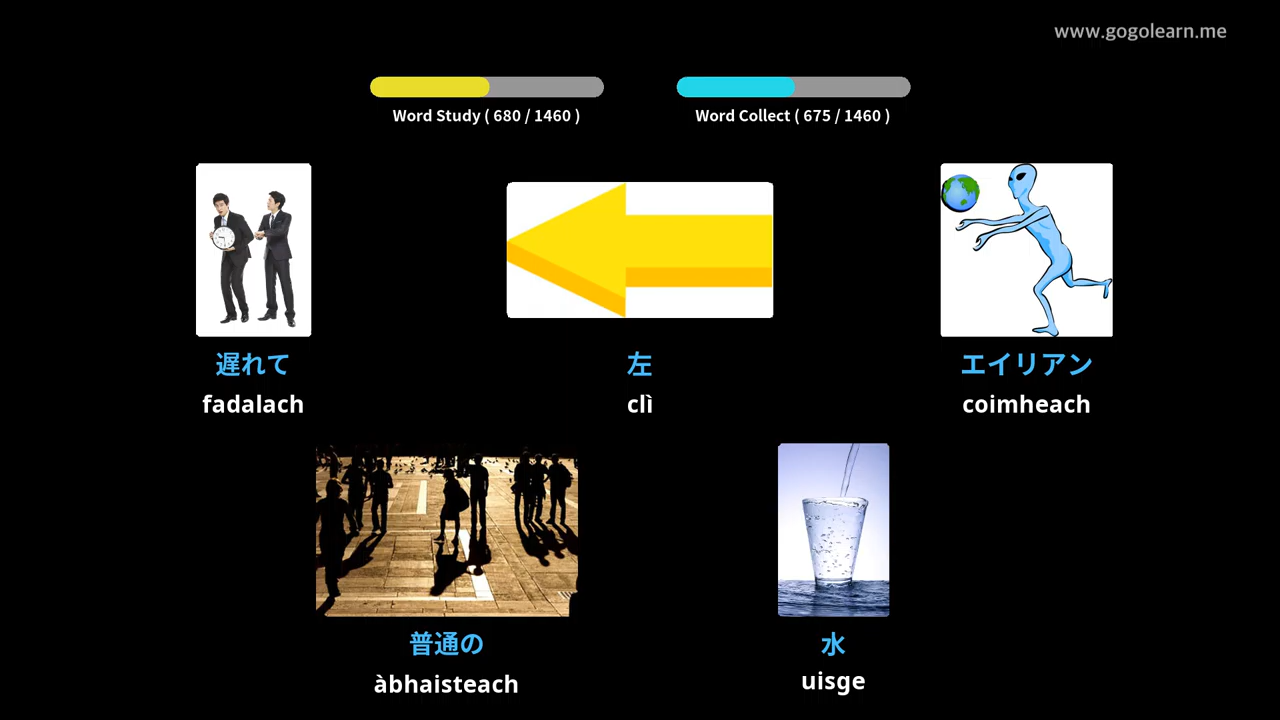 www.gogolearn.me
Word Study ( 680 / 1460 )
Word Collect ( 675 / 1460 )
遅れて
左
エイリアン
fadalach
clì
coimheach
普通の
水
àbhaisteach
uisge